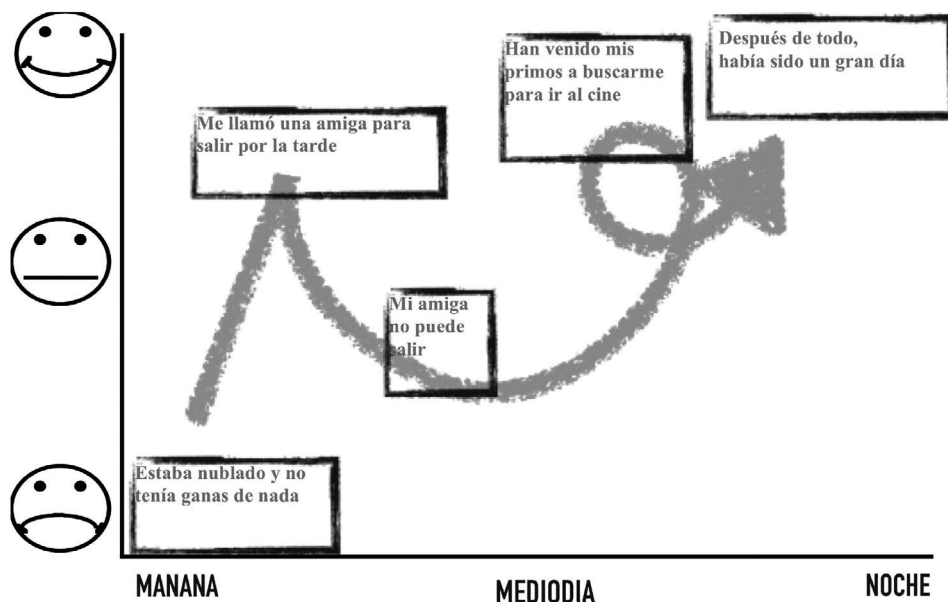 Han venido mis
primos a buscarme
para ir al cine
Después de todo,
había sido un gran día
Me llamó una amiga para
salir por la tarde
Mi amiga
no puede
salir
Estaba nublado y no
tenía ganas de nada
MANANA
MEDIODIA
NOCHE